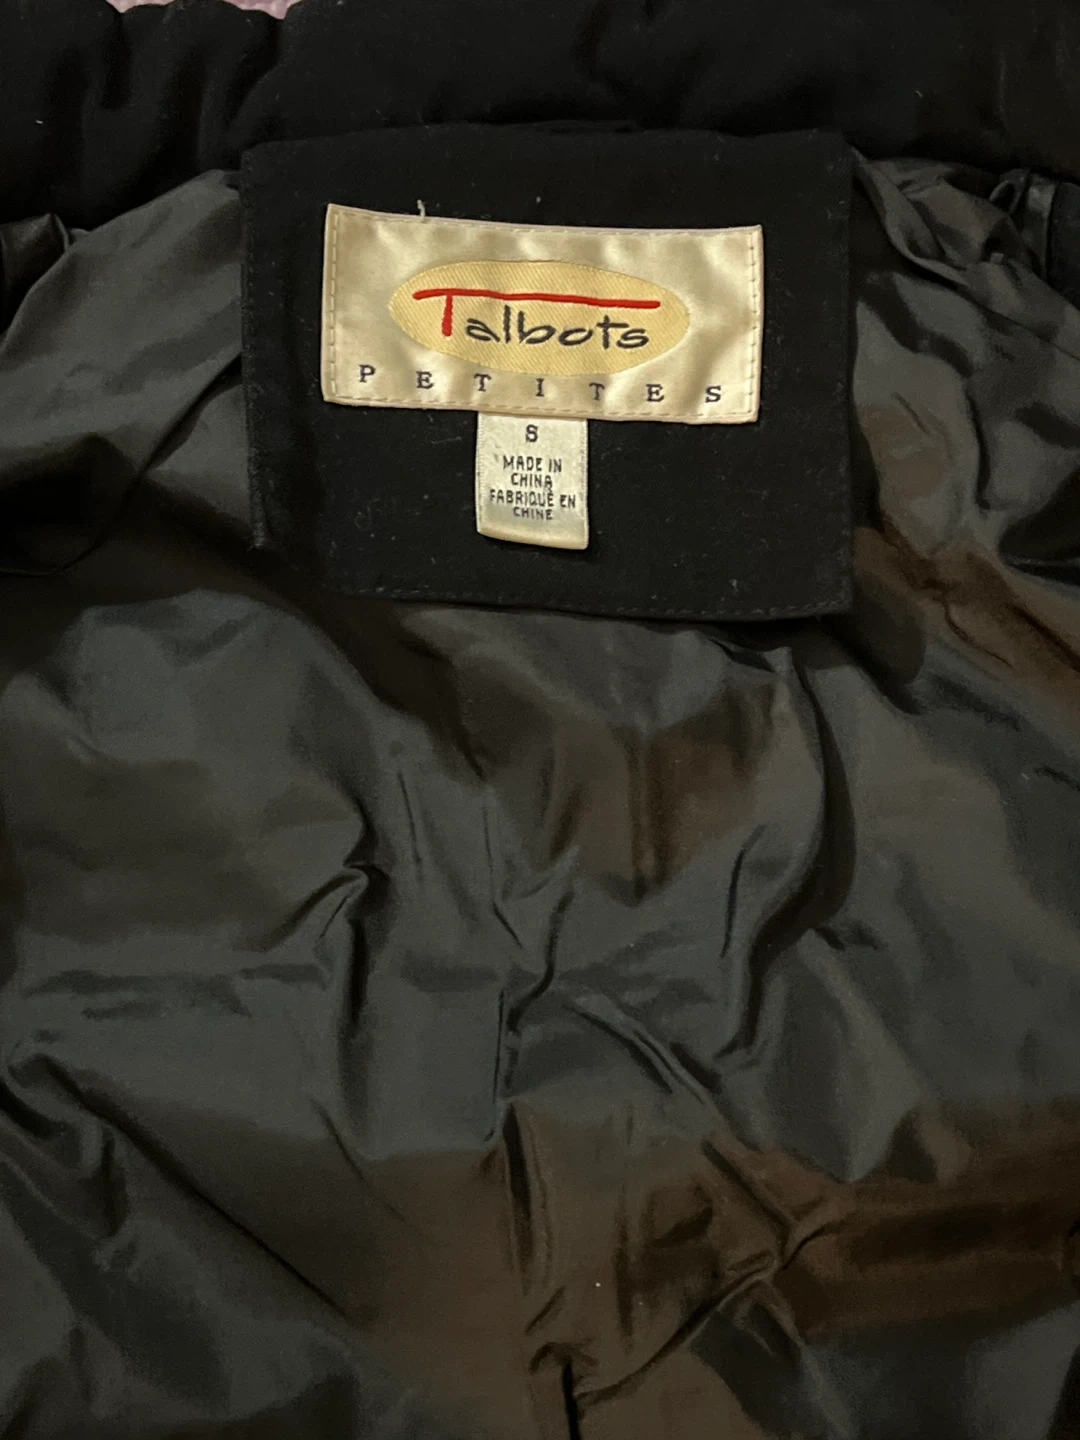 Talbots
PETITES
S
MADE IN
CHINA
FABRIQUÉ EN
CHINE